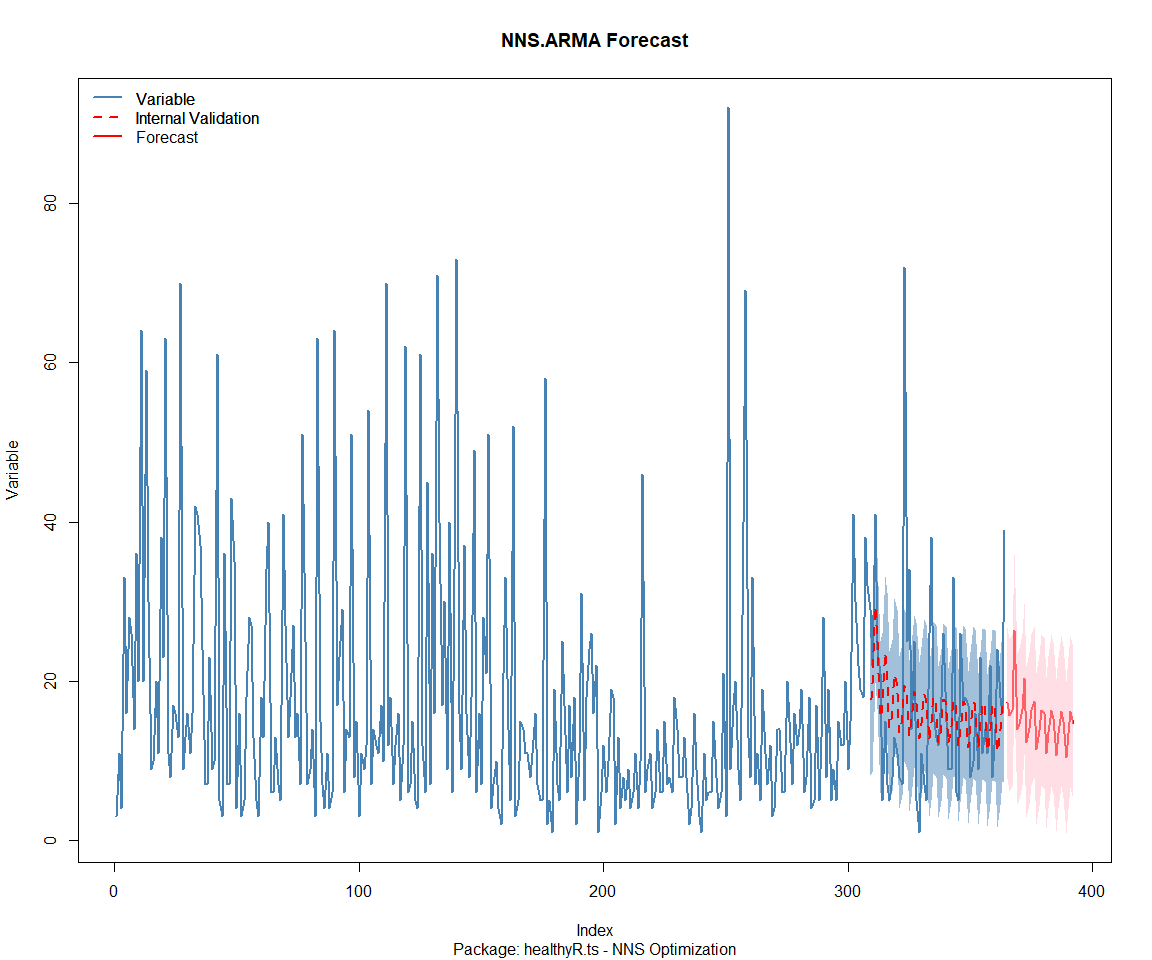 NNS.ARMA Forecast
Variable
Internal Validation
Forecast
Variable
80
60
40
20
0
0 100 200 300 400
Index
Package: healthyR.ts - NNS Optimization